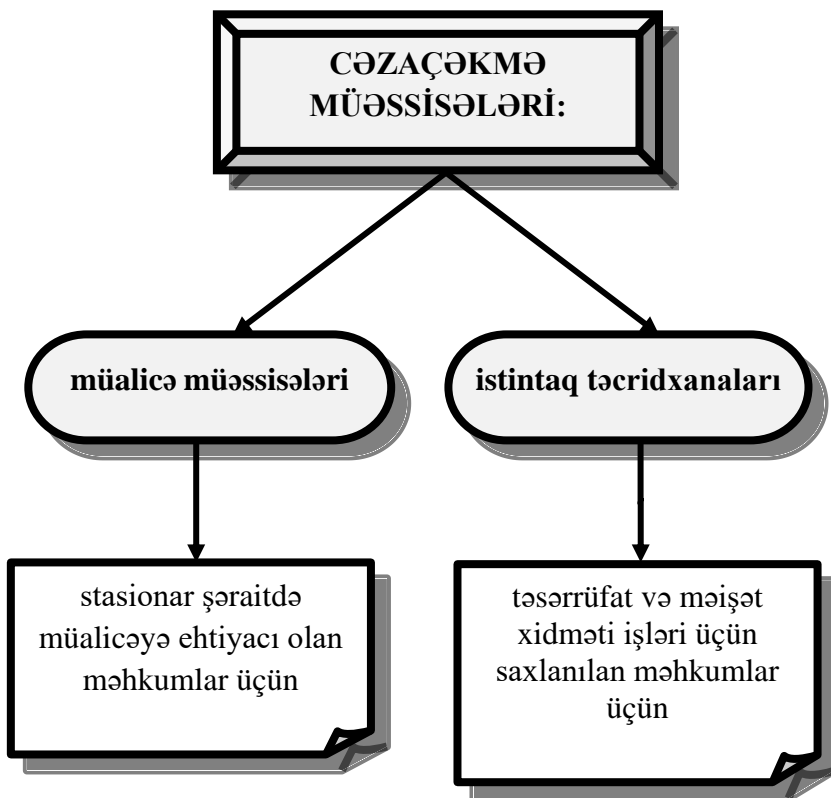 CƏZAÇƏKMƏ
MÜƏSSİSƏLƏRİ:
müalicə müəssisələri
istintaq təcridxanaları
stasionar şəraitdə
müalicəyə ehtiyacı olan
məhkumlar üçün
təsərrüfat və məişət
xidməti işləri üçün
saxlanılan məhkumlar
üçün